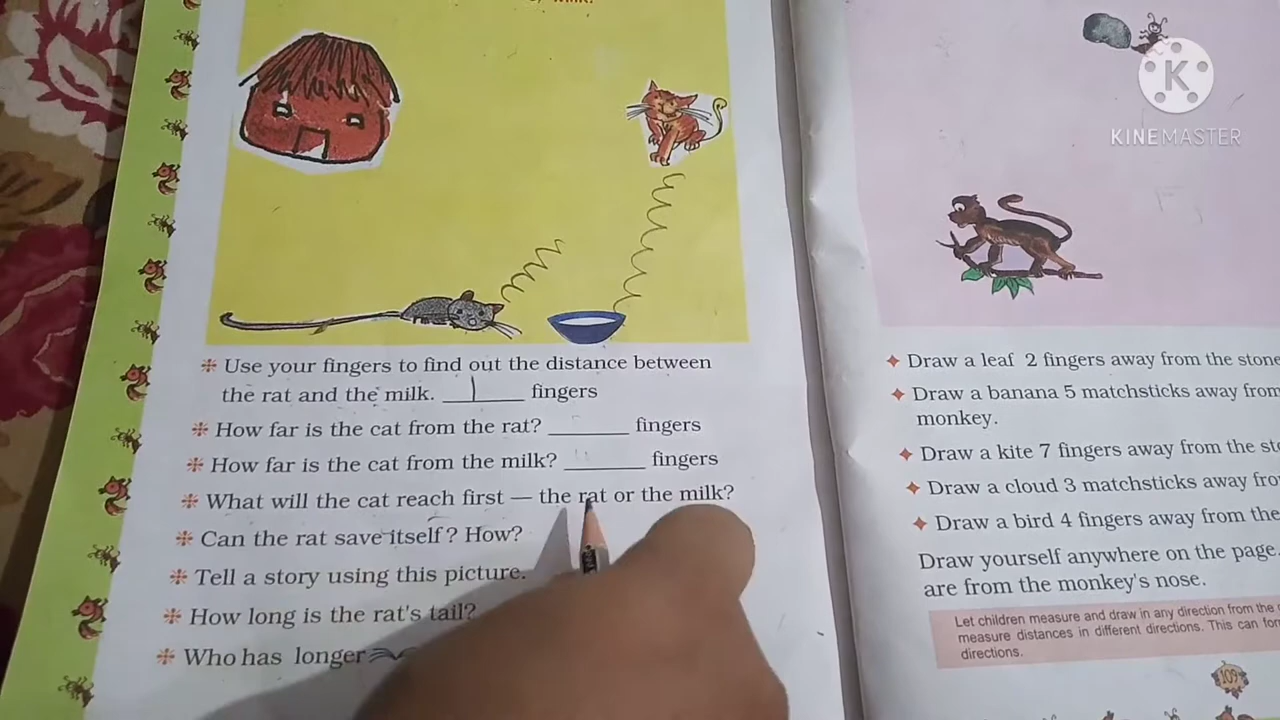 Use your fingers to find out the distance between
the rat and the milk. 1 fingers
How far is the cat from the rat? ______ fingers
How far is the cat from the milk? ______ fingers
What will the cat reach first — the rat or the milk?
Can the rat save itself? How?
Tell a story using this picture.
How long is the rat's tail?
Who has longer
K
KINEMASTER
Draw a leaf 2 fingers away from the stone
Draw a banana 5 matchsticks away from
monkey.
Draw a kite 7 fingers away from the
Draw a cloud 3 matchsticks away
Draw a bird 4 fingers away from the
Draw yourself anywhere on the page.
are from the monkey's nose.
Let children measure and draw in any direction from the
measure distances in different directions. This can
directions.
109